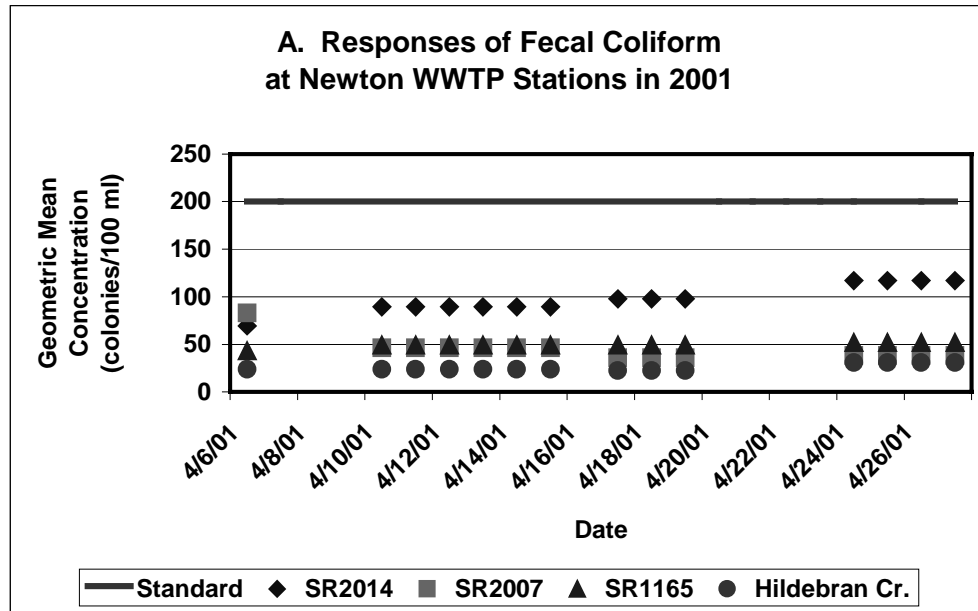 A. Responses of Fecal Coliform
at Newton WWTP Stations in 2001
Geometric Mean
Concentration
(colonies/100 ml)
250
200
150
100
50
0
4/6/01
4/8/01
4/10/01
4/12/01
4/14/01
4/16/01
4/18/01
4/20/01
4/22/01
4/24/01
4/26/01
Date
Standard SR2014 SR2007 SR1165 Hildebran Cr.